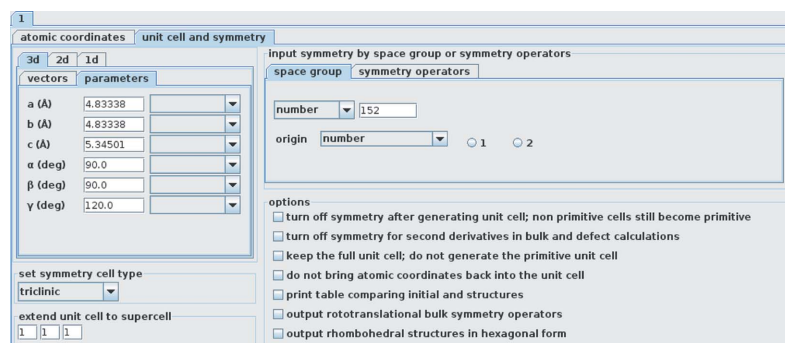 1
atomic coordinates unit cell and symmetry
3d 2d 1d
vectors parameters
a (Å) 4.83338
b (Å) 4.83338
c (Å) 5.34501
α (deg) 90.0
β (deg) 90.0
γ (deg) 120.0
set symmetry cell type
triclinic
extend unit cell to supercell
1 1 1
input symmetry by space group or symmetry operators
space group symmetry operators
number 152
origin number 1 2
options
turn off symmetry after generating unit cell; non primitive cells still become primitive
turn off symmetry for second derivatives in bulk and defect calculations
keep the full unit cell; do not generate the primitive unit cell
do not bring atomic coordinates back into the unit cell
print table comparing initial and structures
output rototranslational bulk symmetry operators
output rhombohedral structures in hexagonal form